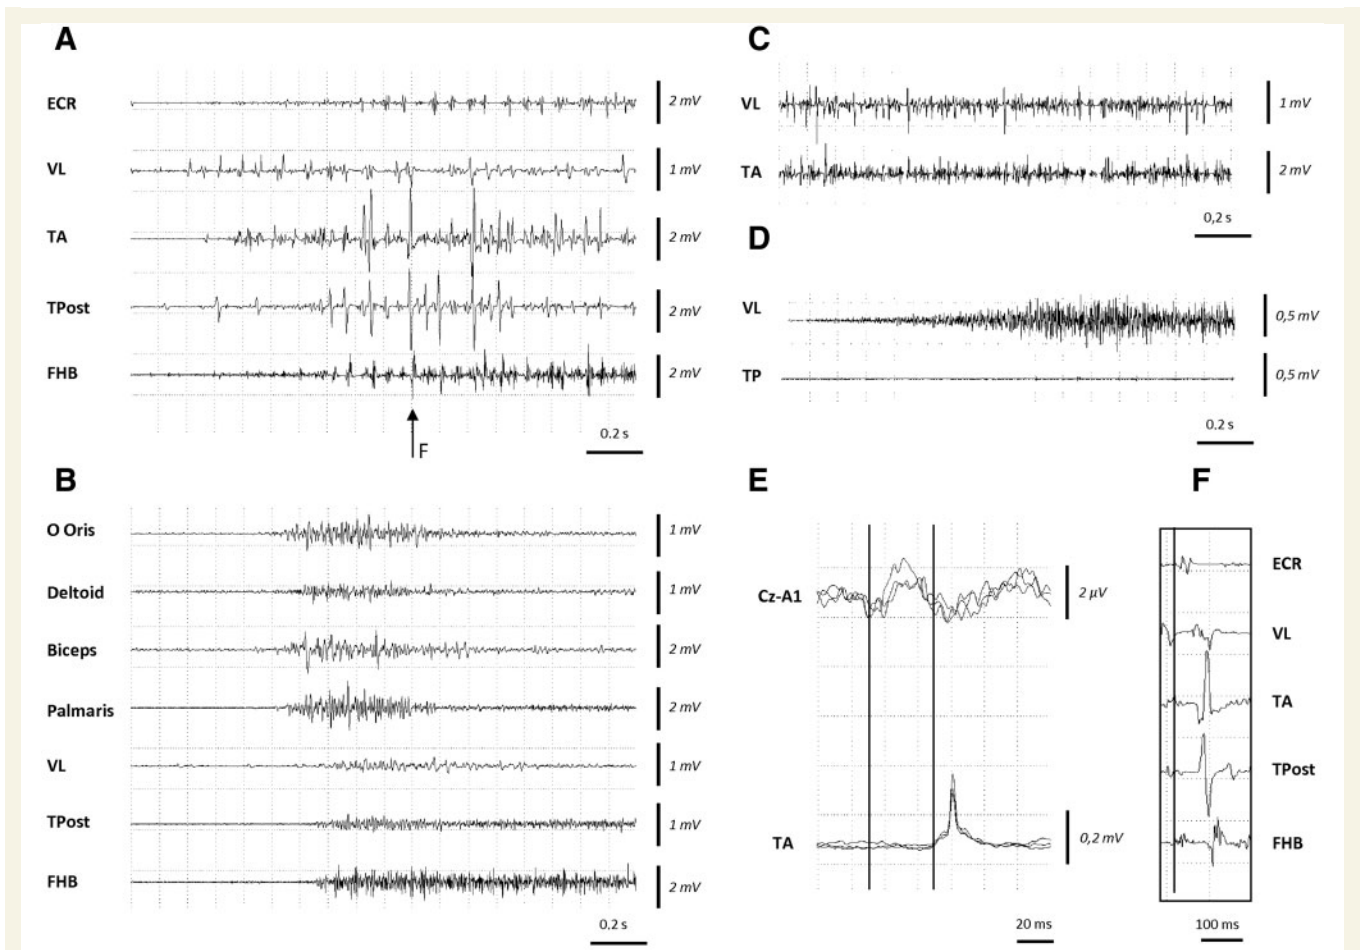 A
ECR
2 mV
VL
1 mV
TA
2 mV
TPost
2 mV
FHB
2 mV
F
0.2 s
B
O Oris
1 mV
Deltoid
1 mV
Biceps
2 mV
Palmaris
2 mV
VL
1 mV
TPost
1 mV
FHB
2 mV
0.2 s
C
VL
1 mV
TA
2 mV
0,2 s
D
VL
0,5 mV
TP
0,5 mV
0.2 s
E
Cz-A1
2 µV
TA
0,2 mV
20 ms
F
ECR
VL
TA
TPost
FHB
100 ms